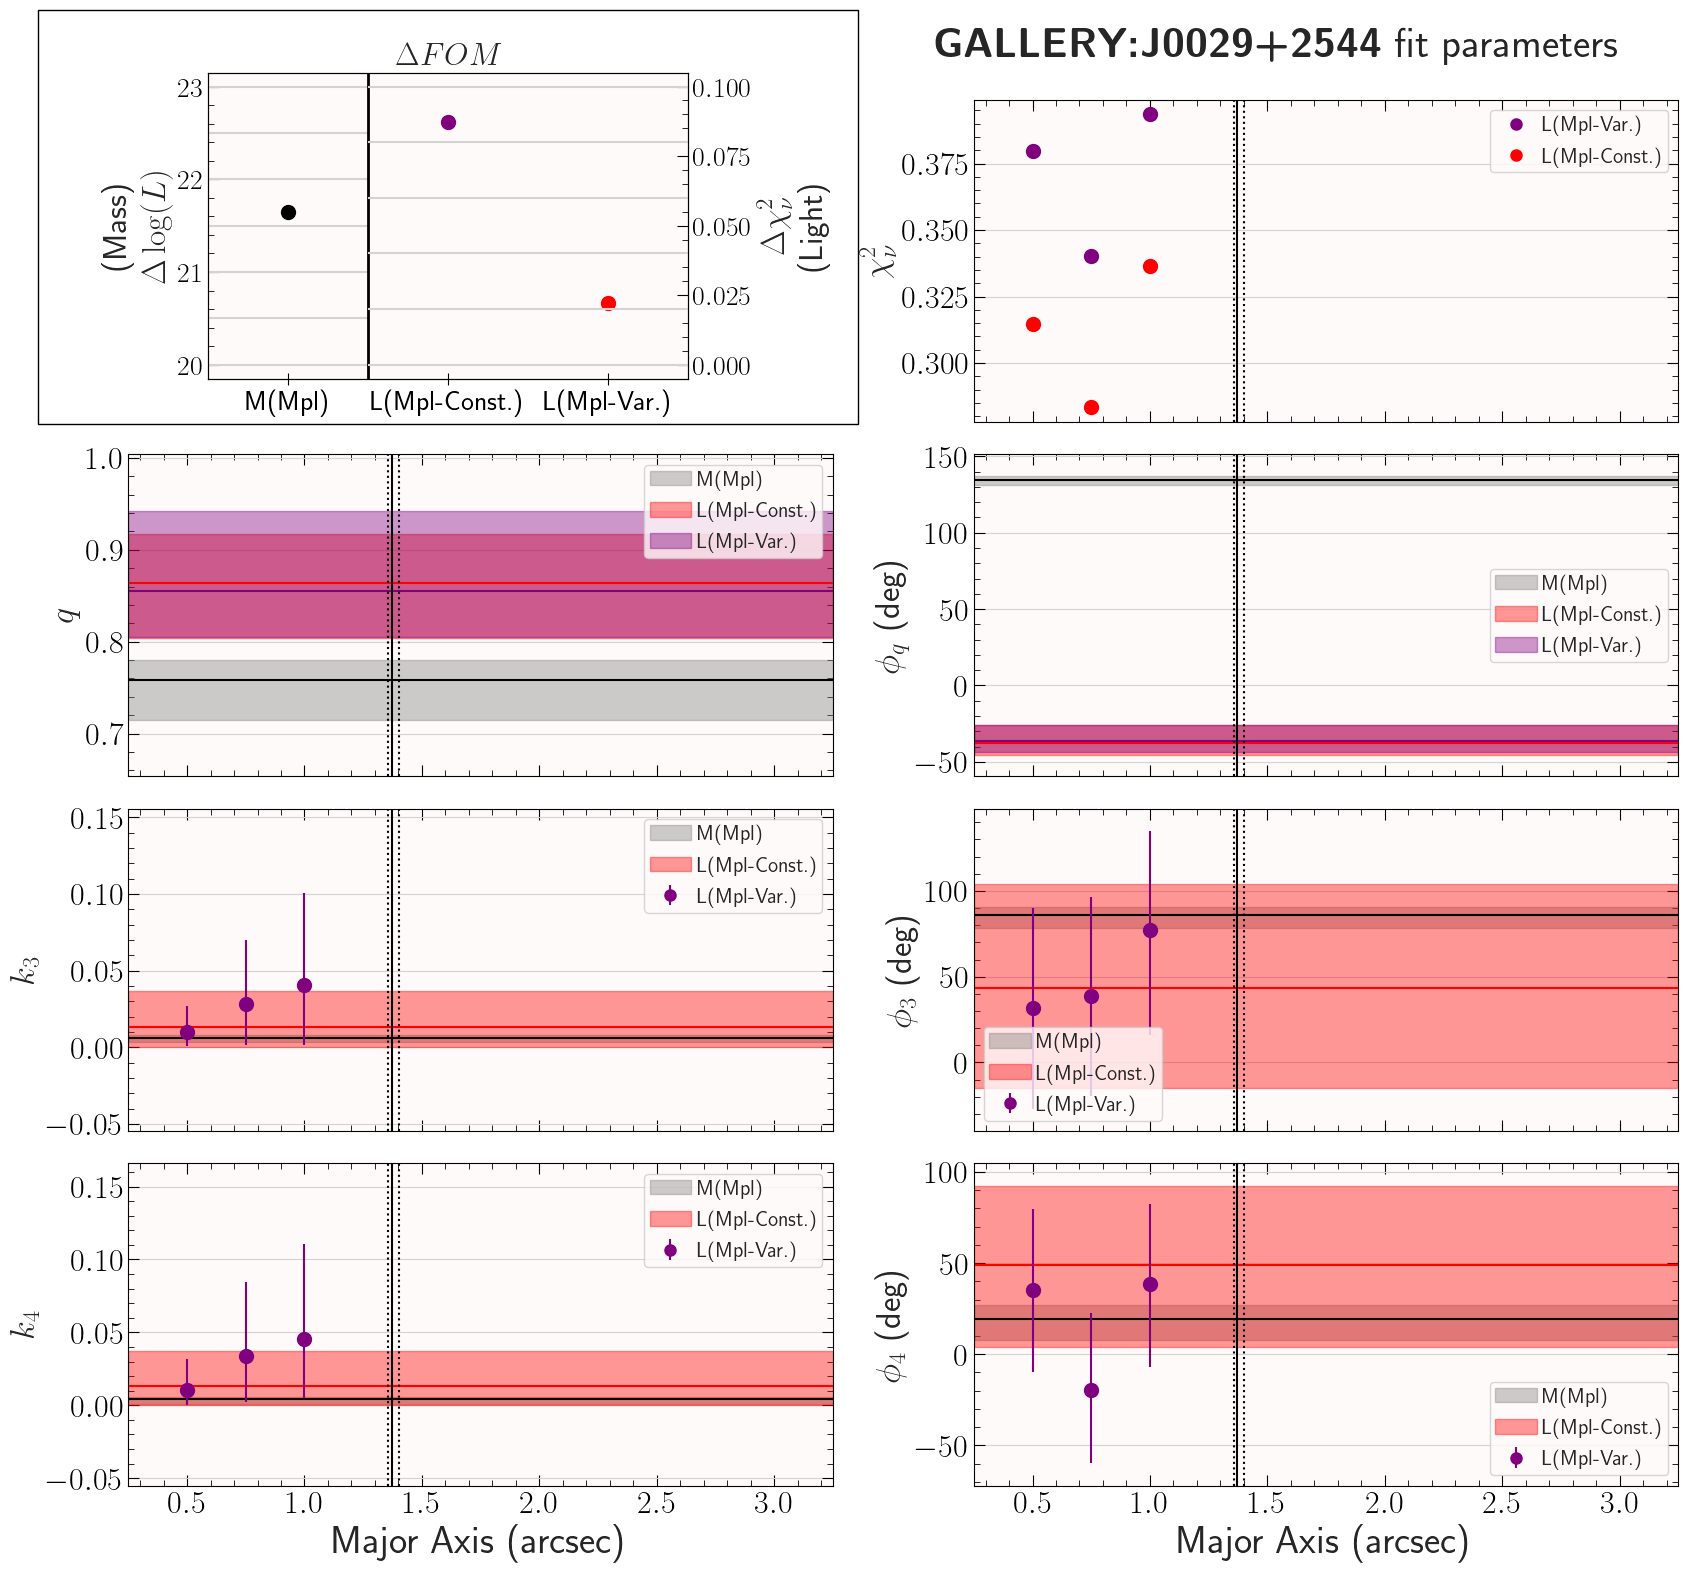 GALLERY:J0029+2544 fit parameters
ΔFOM
(Mass)
Δ log(L)
23
22
21
20
0.100
0.075
0.050
0.025
0.000
Δχ²_ν
(Light)
M(Mpl)
L(Mpl-Const.)
L(Mpl-Var.)
χ²_ν
0.375
0.350
0.325
0.300
L(Mpl-Var.)
L(Mpl-Const.)
q
1.0
0.9
0.8
0.7
M(Mpl)
L(Mpl-Const.)
L(Mpl-Var.)
ϕ_q (deg)
150
100
50
0
−50
M(Mpl)
L(Mpl-Const.)
L(Mpl-Var.)
k₃
0.15
0.10
0.05
0.00
−0.05
M(Mpl)
L(Mpl-Const.)
L(Mpl-Var.)
ϕ₃ (deg)
100
50
0
M(Mpl)
L(Mpl-Const.)
L(Mpl-Var.)
k₄
0.15
0.10
0.05
0.00
−0.05
M(Mpl)
L(Mpl-Const.)
L(Mpl-Var.)
0.5 1.0 1.5 2.0 2.5 3.0
Major Axis (arcsec)
ϕ₄ (deg)
100
50
0
−50
M(Mpl)
L(Mpl-Const.)
L(Mpl-Var.)
0.5 1.0 1.5 2.0 2.5 3.0
Major Axis (arcsec)